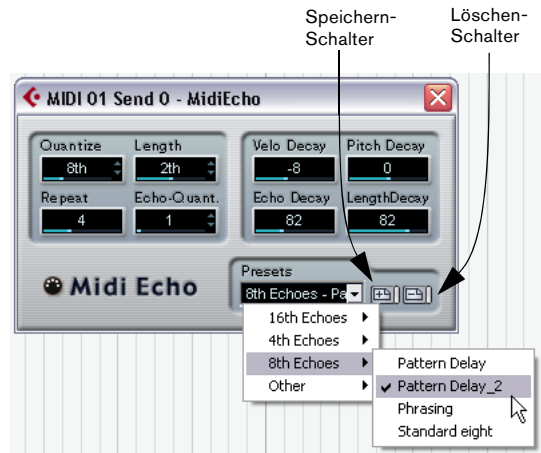 Speichern-
Schalter
Löschen-
Schalter
MIDI 01 Send 0 - MidiEcho
Quantize
Length
8th
2th
Repeat
Echo-Quant.
4
1
Velo Decay
Pitch Decay
-8
0
Echo Decay
LengthDecay
82
82
Midi Echo
Presets
8th Echoes - Pa
16th Echoes
4th Echoes
8th Echoes
Other
Pattern Delay
Pattern Delay_2
Phrasing
Standard eight